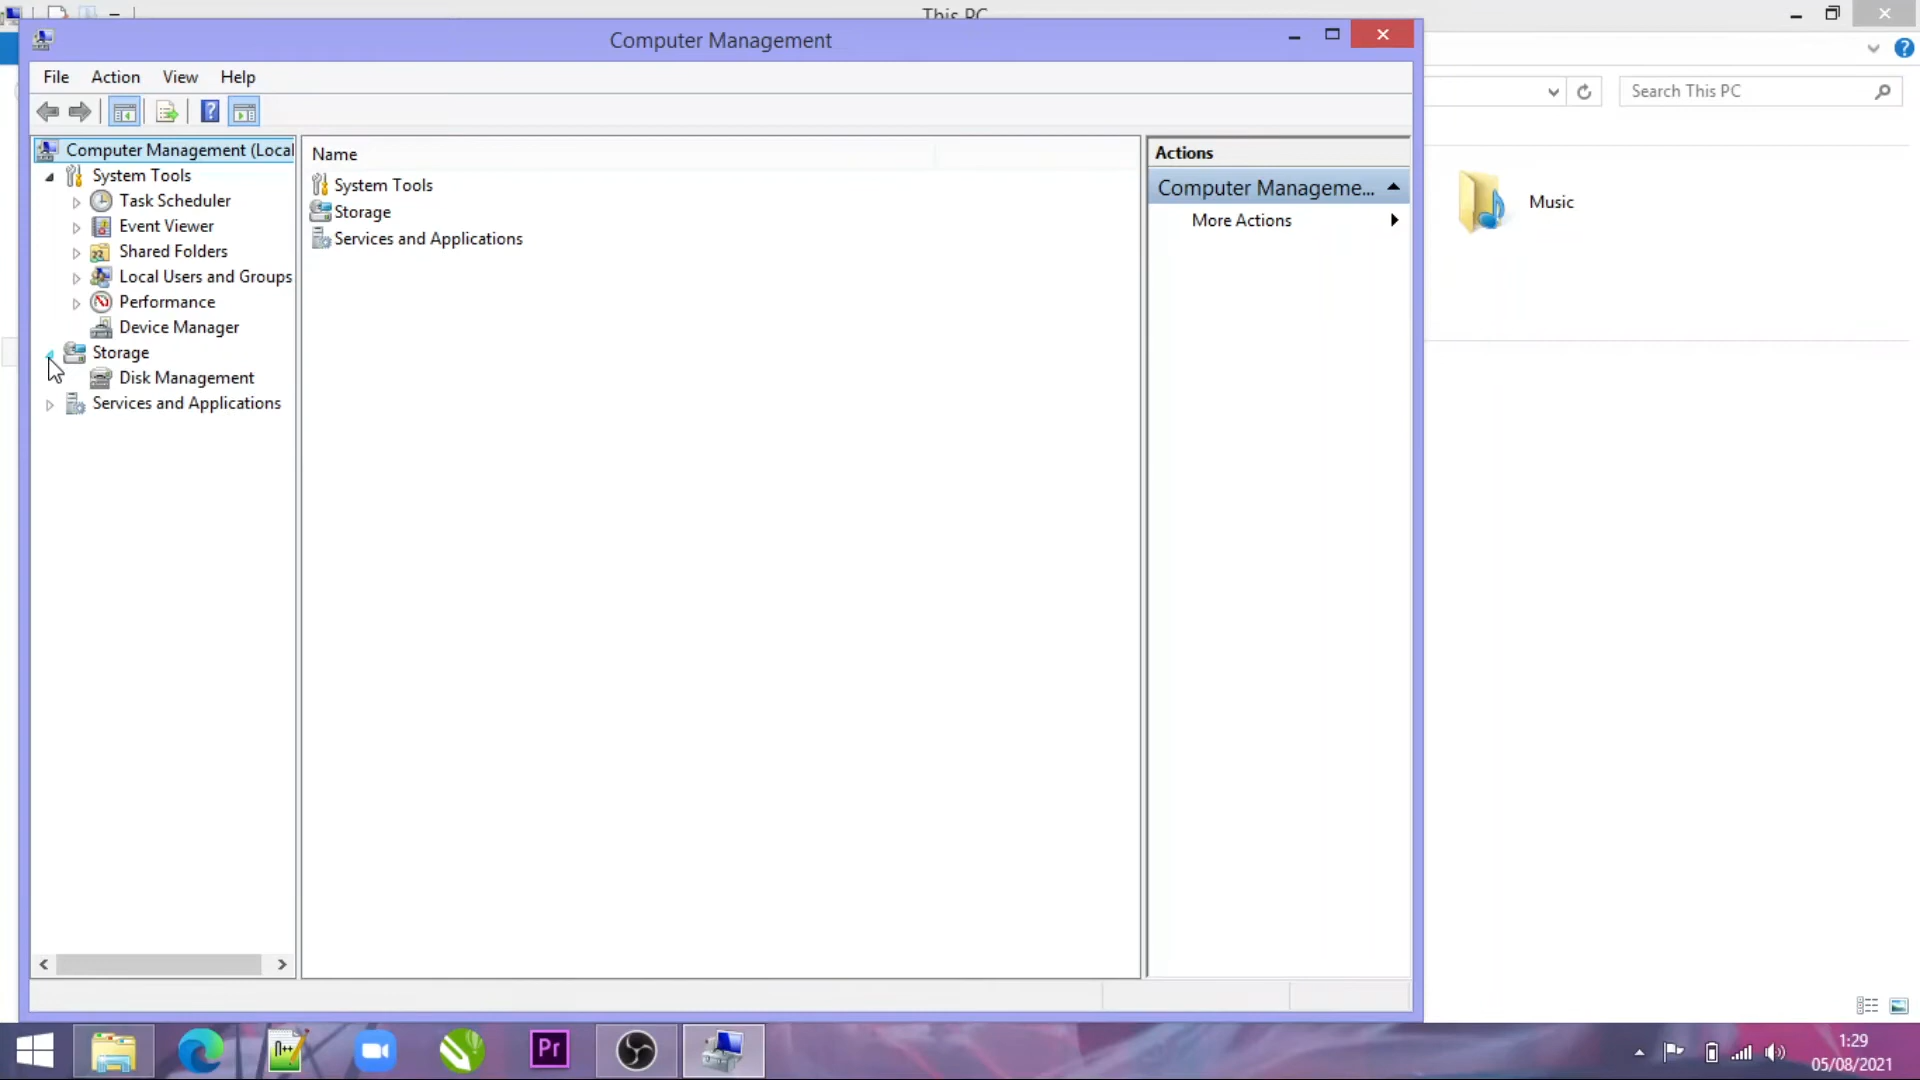 This PC
Computer Management
File Action View Help
Search This PC
Computer Management (Local
System Tools
Task Scheduler
Event Viewer
Shared Folders
Local Users and Groups
Performance
Device Manager
Storage
Disk Management
Services and Applications
Name
System Tools
Storage
Services and Applications
Actions
Computer Manageme...
More Actions
Music
n++
Pr
1:29
05/08/2021